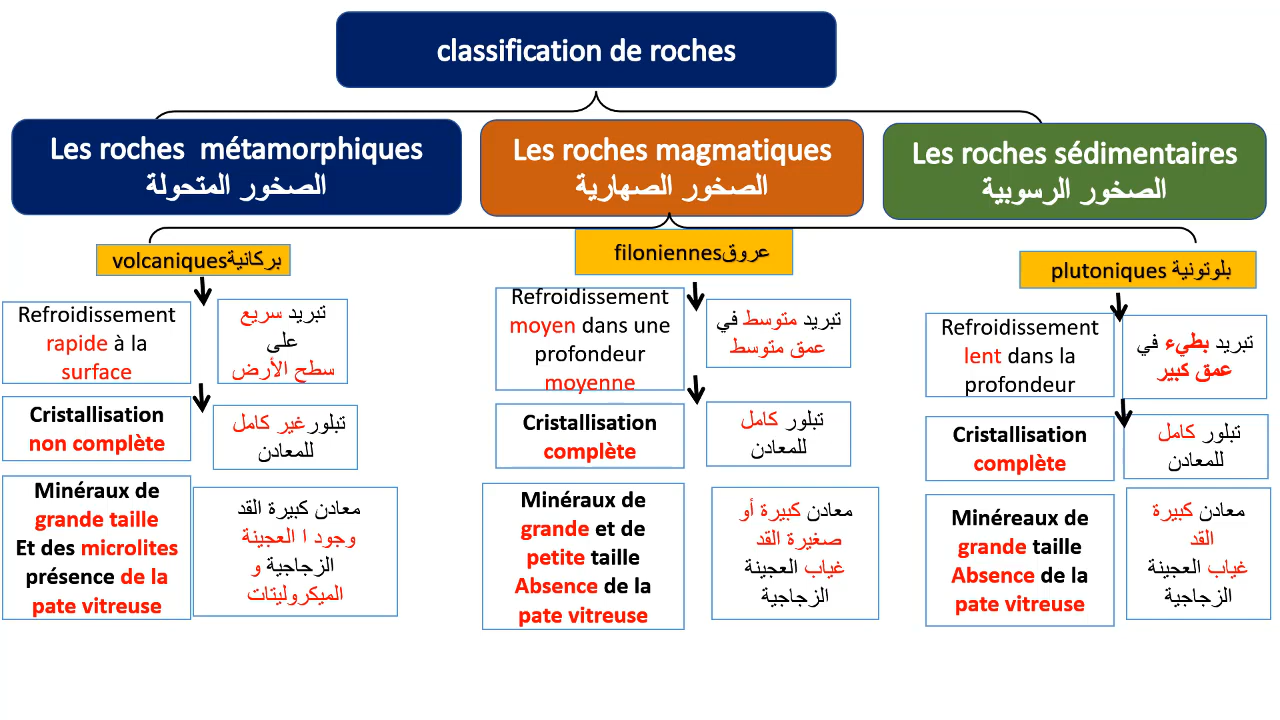 classification de roches
Les roches métamorphiques
الصخور المتحولة
Les roches magmatiques
الصخور الصهارية
Les roches sédimentaires
الصخور الرسوبية
volcaniquesبركانية
Refroidissement
rapide à la
surface
تبريد سريع
على
سطح الأرض
Cristallisation
non complète
تبلورغير كامل
للمعادن
Minéraux de
grande taille
Et des microlites
présence de la
pate vitreuse
معادن كبيرة القد
وجود ا العجينة
الزجاجية و
الميكروليتات
filoniennesعروق
Refroidissement
moyen dans une
profondeur
moyenne
تبريد متوسط في
عمق متوسط
Cristallisation
complète
تبلور كامل
للمعادن
Minéraux de
grande et de
petite taille
Absence de la
pate vitreuse
معادن كبيرة أو
صغيرة القد
غياب العجينة
الزجاجية
plutoniques بلوتونية
Refroidissement
lent dans la
profondeur
تبريد بطيء في
عمق كبير
Cristallisation
complète
تبلور كامل
للمعادن
Minéreaux de
grande taille
Absence de la
pate vitreuse
معادن كبيرة
القد
غياب العجينة
الزجاجية